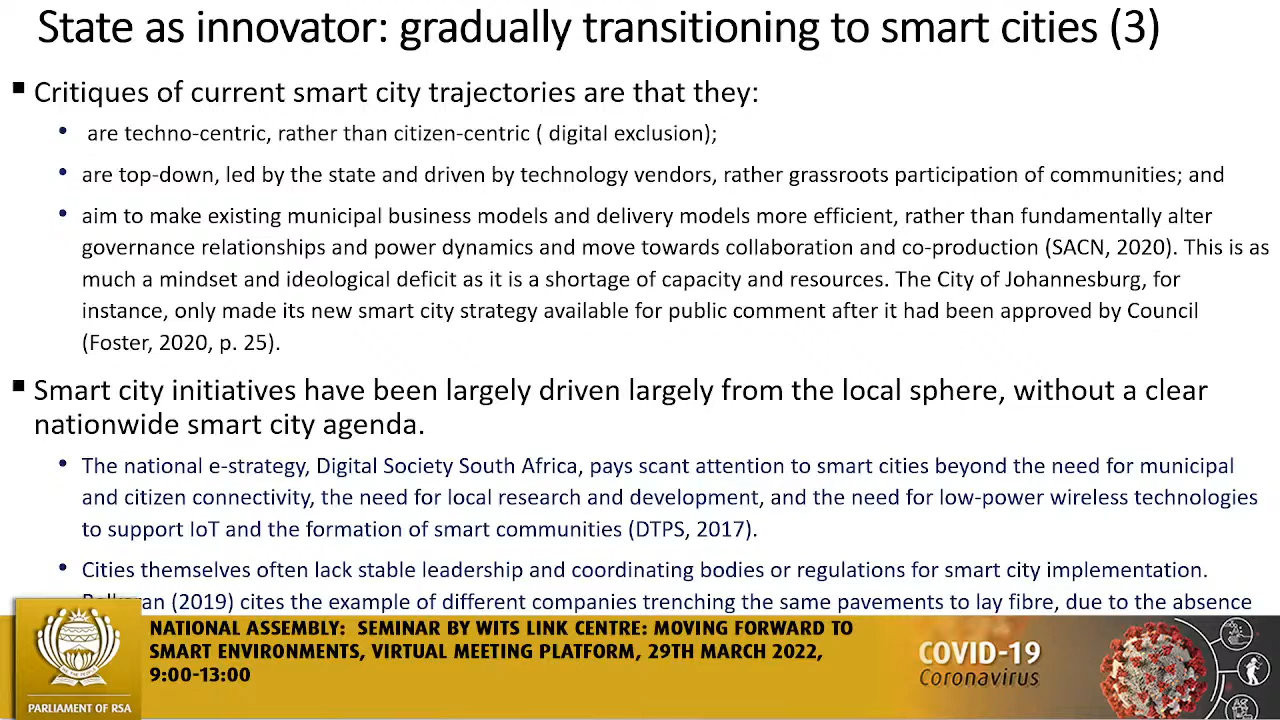 State as innovator: gradually transitioning to smart cities (3)
▪ Critiques of current smart city trajectories are that they:
• are techno-centric, rather than citizen-centric ( digital exclusion);
• are top-down, led by the state and driven by technology vendors, rather grassroots participation of communities; and
• aim to make existing municipal business models and delivery models more efficient, rather than fundamentally alter
governance relationships and power dynamics and move towards collaboration and co-production (SACN, 2020). This is as
much a mindset and ideological deficit as it is a shortage of capacity and resources. The City of Johannesburg, for
instance, only made its new smart city strategy available for public comment after it had been approved by Council
(Foster, 2020, p. 25).
▪ Smart city initiatives have been largely driven largely from the local sphere, without a clear
nationwide smart city agenda.
• The national e-strategy, Digital Society South Africa, pays scant attention to smart cities beyond the need for municipal
and citizen connectivity, the need for local research and development, and the need for low-power wireless technologies
to support IoT and the formation of smart communities (DTPS, 2017).
• Cities themselves often lack stable leadership and coordinating bodies or regulations for smart city implementation.
(2019) cites the example of different companies trenching the same pavements to lay fibre, due to the absence
NATIONAL ASSEMBLY: SEMINAR BY WITS LINK CENTRE: MOVING FORWARD TO
SMART ENVIRONMENTS, VIRTUAL MEETING PLATFORM, 29TH MARCH 2022,
9:00-13:00
PARLIAMENT OF RSA
COVID-19
Coronavirus